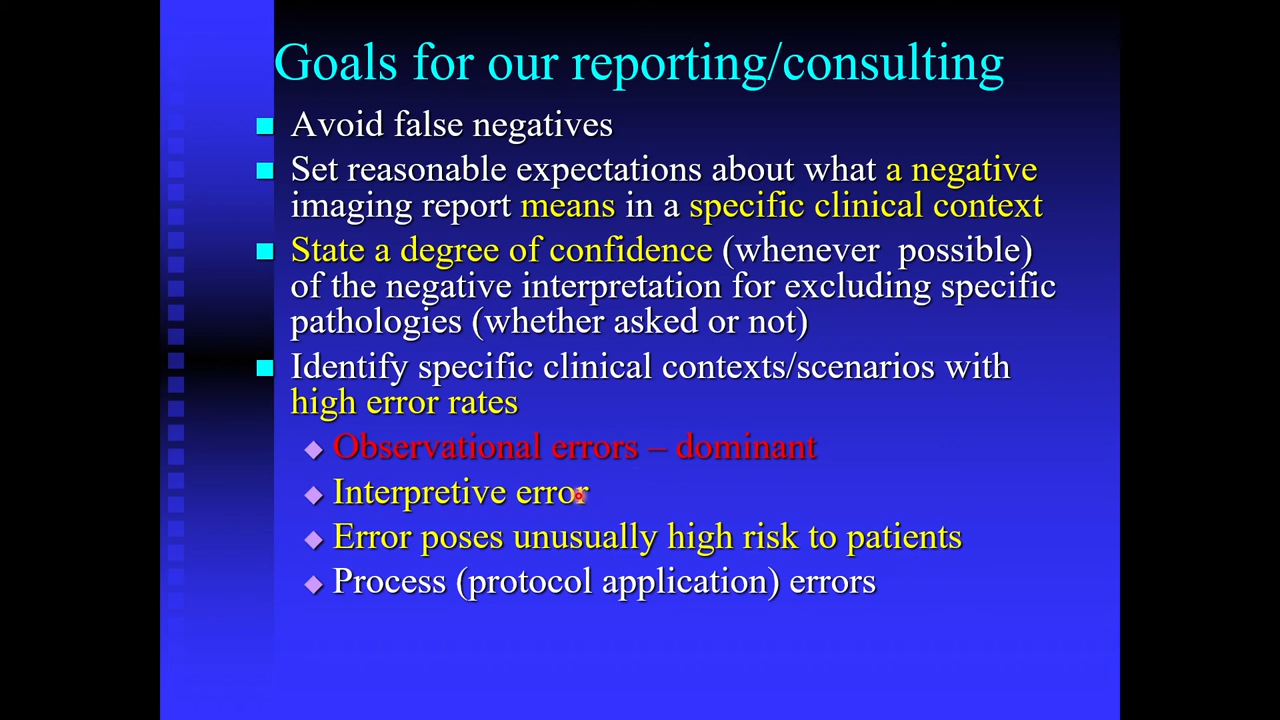 Goals for our reporting/consulting
Avoid false negatives
Set reasonable expectations about what a negative
imaging report means in a specific clinical context
State a degree of confidence (whenever possible)
of the negative interpretation for excluding specific
pathologies (whether asked or not)
Identify specific clinical contexts/scenarios with
high error rates
Observational errors – dominant
Interpretive error
Error poses unusually high risk to patients
Process (protocol application) errors